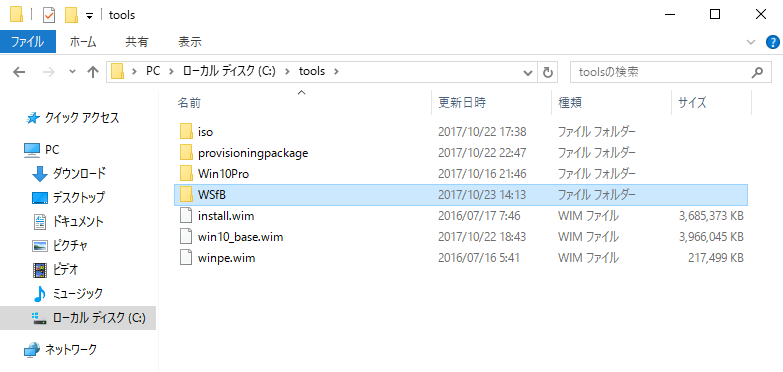 tools
ファイル ホーム 共有 表示
PC ローカル ディスク (C:) tools toolsの検索
名前 更新日時 種類 サイズ
クイック アクセス
PC
ダウンロード
デスクトップ
ドキュメント
ピクチャ
ビデオ
ミュージック
ローカル ディスク (C:)
ネットワーク
iso 2017/10/22 17:38 ファイル フォルダー
provisioningpackage 2017/10/22 22:47 ファイル フォルダー
Win10Pro 2017/10/16 21:46 ファイル フォルダー
WSfB 2017/10/23 14:13 ファイル フォルダー
install.wim 2016/07/17 7:46 WIM ファイル 3,685,373 KB
win10_base.wim 2017/10/22 18:43 WIM ファイル 3,966,045 KB
winpe.wim 2016/07/16 5:41 WIM ファイル 217,499 KB